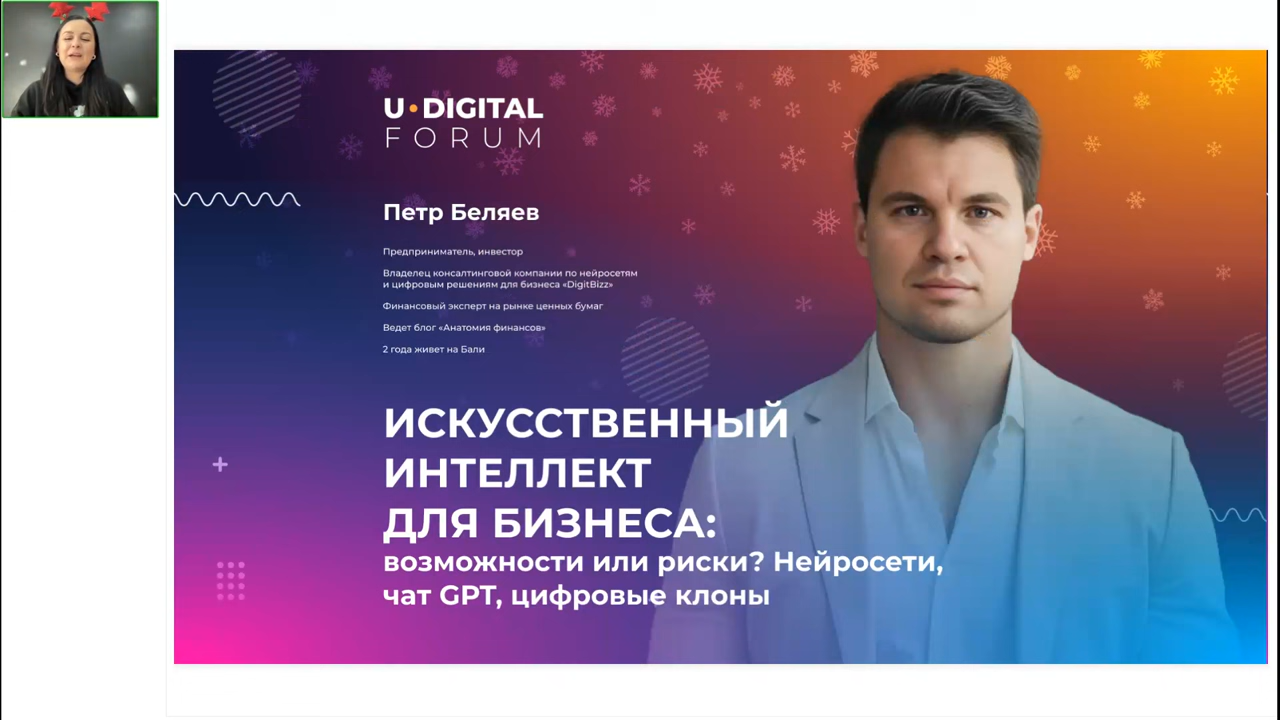 U•DIGITAL
FORUM
Петр Беляев
Предприниматель, инвестор
Владелец консалтинговой компании по нейросетям
и цифровым решениям для бизнеса «DigitBizz»
Финансовый эксперт на рынке ценных бумаг
Ведет блог «Анатомия финансов»
2 года живет на Бали
ИСКУССТВЕННЫЙ
ИНТЕЛЛЕКТ
ДЛЯ БИЗНЕСА:
возможности или риски? Нейросети,
чат GPT, цифровые клоны